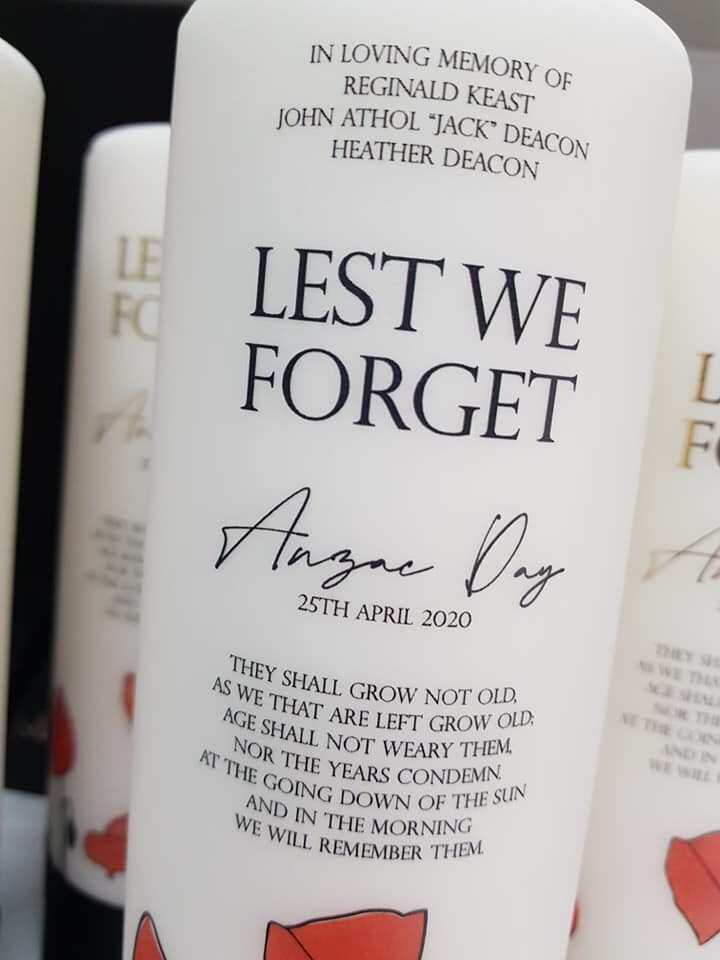 IN LOVING MEMORY OF
REGINALD KEAST
JOHN ATHOL "JACK" DEACON
HEATHER DEACON
LEST WE
FORGET
Anzac Day
25TH APRIL 2020
THEY SHALL GROW NOT OLD,
AS WE THAT ARE LEFT GROW OLD;
AGE SHALL NOT WEARY THEM,
NOR THE YEARS CONDEMN.
AT THE GOING DOWN OF THE SUN
AND IN THE MORNING
WE WILL REMEMBER THEM.